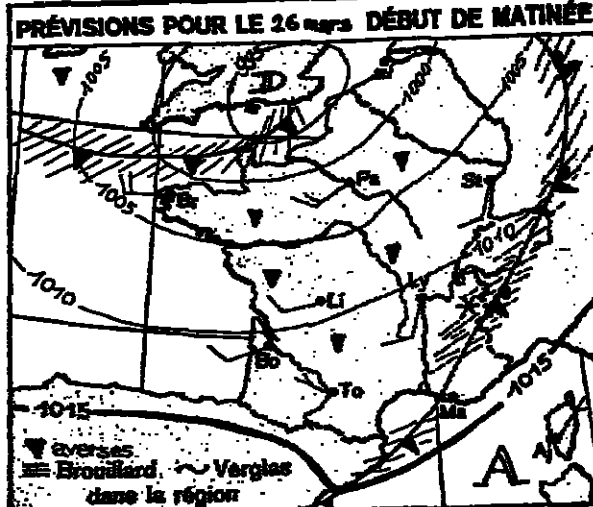 PRÉVISIONS POUR LE 26 mars DÉBUT DE MATINÉE
1005
D
1000
1005
Pa
St
Br
1005
1010
Ly
1010
Li
Bo
To
Ma
1015
1015
A
averses
Brouillard Verglas
dans la région